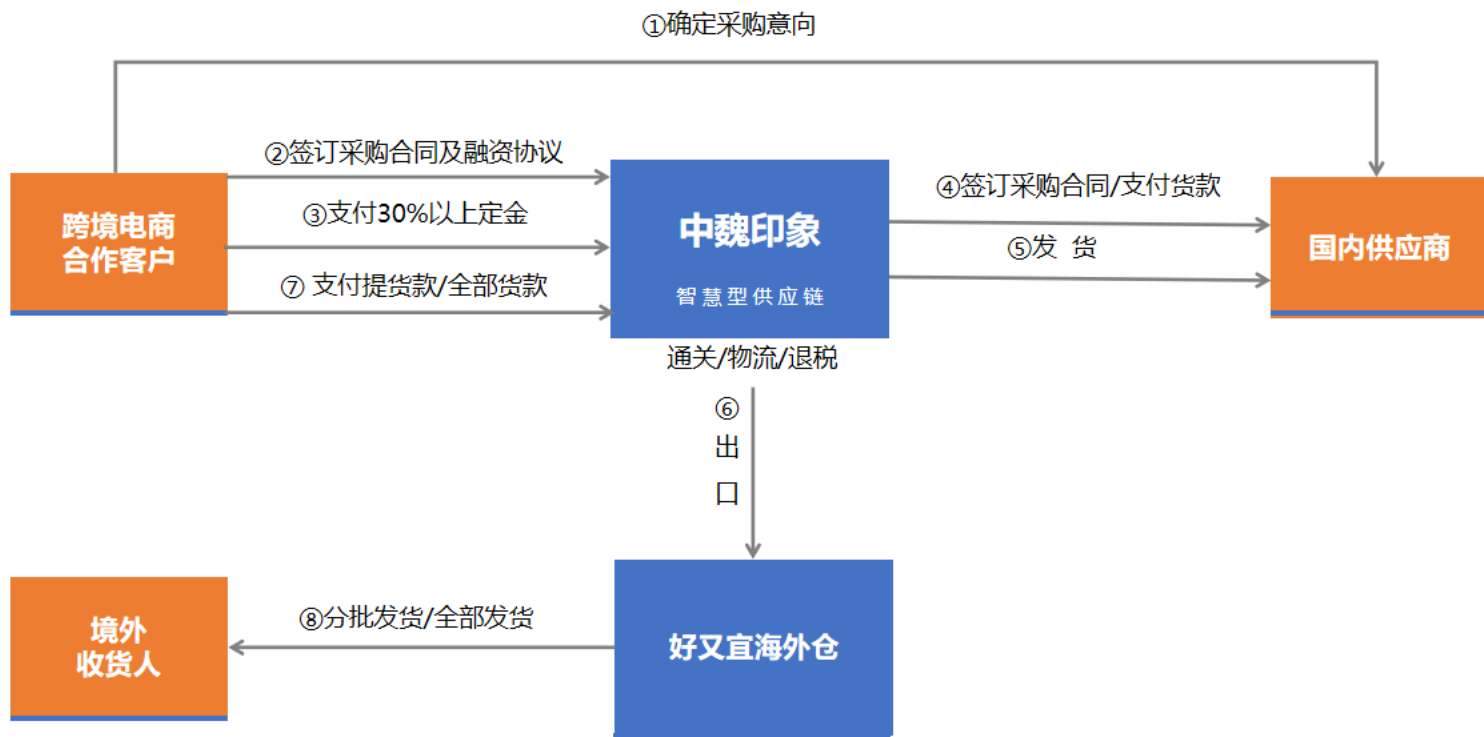 ①确定采购意向
②签订采购合同及融资协议
③支付30%以上定金
⑦ 支付提货款/全部货款
跨境电商
合作客户
中魏印象
智慧型供应链
④签订采购合同/支付货款
⑤发 货
国内供应商
通关/物流/退税
⑥
出
口
境外
收货人
⑧分批发货/全部发货
好又宜海外仓